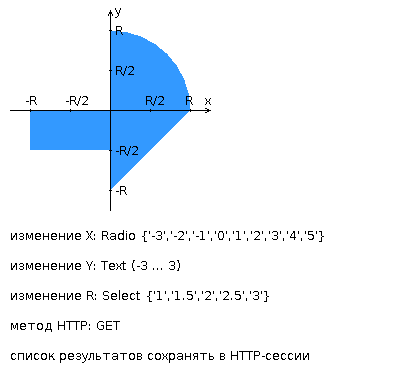 y
R
R/2
-R -R/2 R/2 R x
-R/2
-R
изменение X: Radio {'-3','-2','-1','0','1','2','3','4','5'}
изменение Y: Text (-3 ... 3)
изменение R: Select {'1','1.5','2','2.5','3'}
метод HTTP: GET
список результатов сохранять в HTTP-сессии